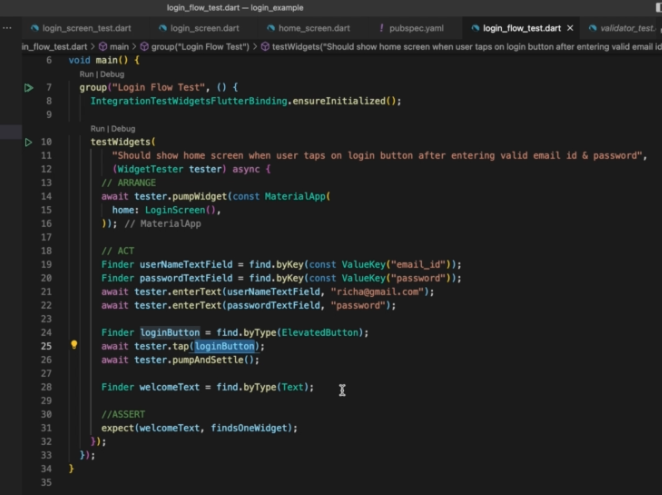 login_flow_test.dart — login_example
login_screen_test.dart login_screen.dart home_screen.dart ! pubspec.yaml login_flow_test.dart × validator_test.
in_flow_test.dart > main > group("Login Flow Test") > testWidgets("Should show home screen when user taps on login button after entering valid email id
6 void main() {
Run | Debug
7 group("Login Flow Test", () {
8 IntegrationTestWidgetsFlutterBinding.ensureInitialized();
9
Run | Debug
10 testWidgets(
11 "Should show home screen when user taps on login button after entering valid email id & password",
12 (WidgetTester tester) async {
13 // ARRANGE
14 await tester.pumpWidget(const MaterialApp(
15 home: LoginScreen(),
16 )); // MaterialApp
17
18 // ACT
19 Finder userNameTextField = find.byKey(const ValueKey("email_id"));
20 Finder passwordTextField = find.byKey(const ValueKey("password"));
21 await tester.enterText(userNameTextField, "richa@gmail.com");
22 await tester.enterText(passwordTextField, "password");
23
24 Finder loginButton = find.byType(ElevatedButton);
25 await tester.tap(loginButton);
26 await tester.pumpAndSettle();
27
28 Finder welcomeText = find.byType(Text);
29
30 //ASSERT
31 expect(welcomeText, findsOneWidget);
32 });
33 });
34 }
35